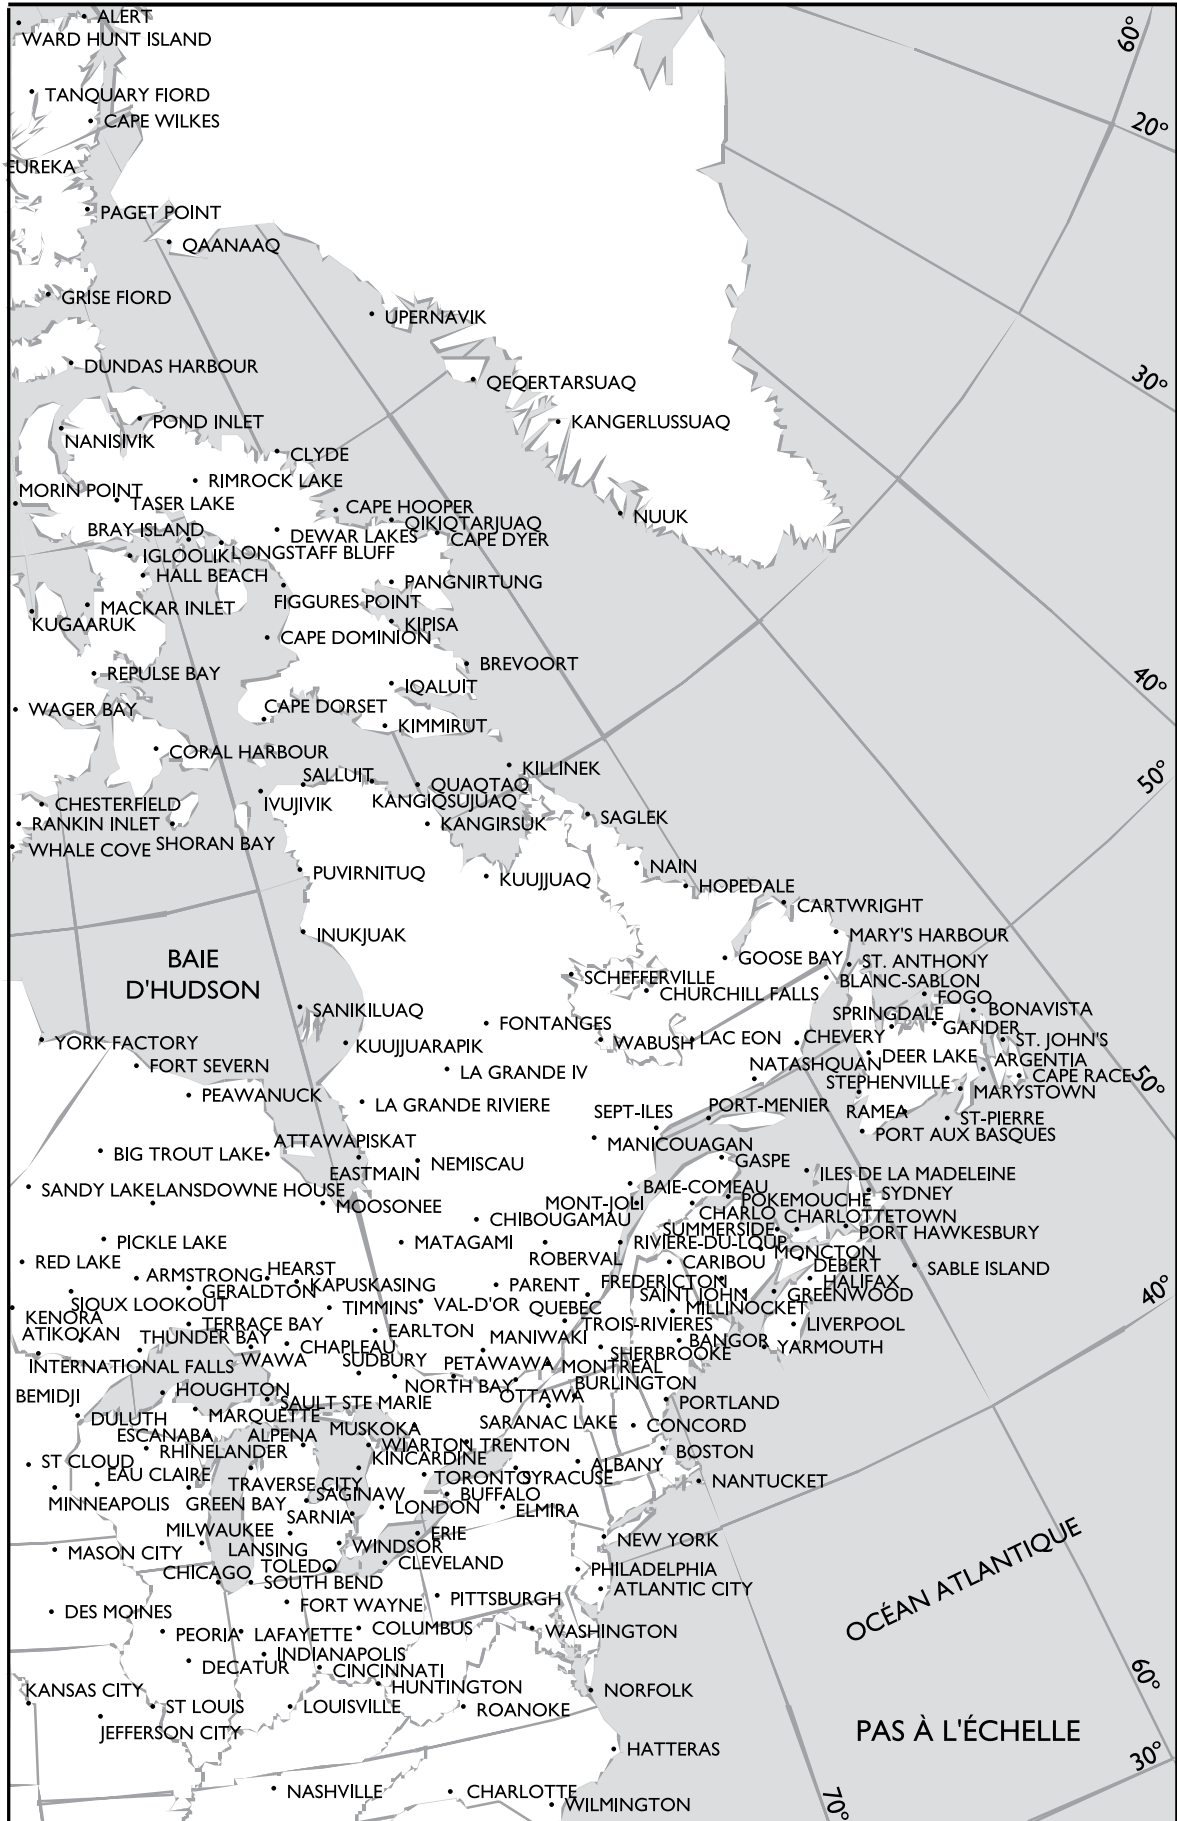 ALERT
WARD HUNT ISLAND
60°
TANQUARY FIORD
CAPE WILKES
20°
EUREKA
PAGET POINT
QAANAAQ
GRISE FIORD
UPERNAVIK
DUNDAS HARBOUR
QEQERTARSUAQ
30°
POND INLET
KANGERLUSSUAQ
NANISIVIK
CLYDE
RIMROCK LAKE
MORIN POINT
TASER LAKE
CAPE HOOPER
NUUK
QIKIQTARJUAQ
BRAY ISLAND
DEWAR LAKES
CAPE DYER
IGLOOLIK
LONGSTAFF BLUFF
HALL BEACH
PANGNIRTUNG
FIGGURES POINT
MACKAR INLET
KUGAARUK
KIPISA
CAPE DOMINION
BREVOORT
REPULSE BAY
40°
IQALUIT
WAGER BAY
CAPE DORSET
KIMMIRUT
CORAL HARBOUR
KILLINEK
50°
SALLUIT
QUAQTAQ
CHESTERFIELD
IVUJIVIK
KANGIQSUJUAQ
SAGLEK
RANKIN INLET
KANGIRSUK
WHALE COVE
SHORAN BAY
NAIN
PUVIRNITUQ
KUUJJUAQ
HOPEDALE
CARTWRIGHT
INUKJUAK
MARY'S HARBOUR
BAIE
D'HUDSON
GOOSE BAY
ST. ANTHONY
SCHEFFERVILLE
BLANC-SABLON
CHURCHILL FALLS
FOGO
SANIKILUAQ
SPRINGDALE
BONAVISTA
FONTANGES
GANDER
YORK FACTORY
KUUJJUARAPIK
WABUSH
LAC EON
CHEVERY
ST. JOHN'S
DEER LAKE
ARGENTIA
FORT SEVERN
LA GRANDE IV
NATASHQUAN
CAPE RACE
50°
STEPHENVILLE
MARYSTOWN
PEAWANUCK
LA GRANDE RIVIERE
SEPT-ILES
PORT-MENIER
RAMEA
ST-PIERRE
ATTAWAPISKAT
MANICOUAGAN
PORT AUX BASQUES
BIG TROUT LAKE
EASTMAIN
NEMISCAU
GASPE
ILES DE LA MADELEINE
SANDY LAKE
LANSDOWNE HOUSE
MOOSONEE
MONT-JOLI
BAIE-COMEAU
POKEMOUCHE
SYDNEY
CHIBOUGAMAU
CHARLO
CHARLOTTETOWN
SUMMERSIDE
PORT HAWKESBURY
PICKLE LAKE
MATAGAMI
RIVIERE-DU-LOUP
MONCTON
RED LAKE
ROBERVAL
CARIBOU
DEBERT
SABLE ISLAND
ARMSTRONG
HEARST
KAPUSKASING
PARENT
FREDERICTON
HALIFAX
40°
GERALDTON
SAINT JOHN
GREENWOOD
SIOUX LOOKOUT
TIMMINS
VAL-D'OR
QUEBEC
MILLINOCKET
KENORA
TERRACE BAY
TROIS-RIVIERES
LIVERPOOL
ATIKOKAN
THUNDER BAY
CHAPLEAU
EARLTON
MANIWAKI
BANGOR
YARMOUTH
SHERBROOKE
INTERNATIONAL FALLS
WAWA
SUDBURY
PETAWAWA
MONTREAL
BEMIDJI
HOUGHTON
NORTH BAY
OTTAWA
BURLINGTON
SAULT STE MARIE
PORTLAND
DULUTH
MARQUETTE
SARANAC LAKE
CONCORD
ESCANABA
ALPENA
MUSKOKA
RHINELANDER
WIARTON
TRENTON
BOSTON
ST CLOUD
KINCARDINE
ALBANY
EAU CLAIRE
TRAVERSE CITY
TORONTO
SYRACUSE
NANTUCKET
MINNEAPOLIS
GREEN BAY
SAGINAW
BUFFALO
SARNIA
LONDON
ELMIRA
MILWAUKEE
ERIE
NEW YORK
MASON CITY
LANSING
WINDSOR
CHICAGO
TOLEDO
CLEVELAND
PHILADELPHIA
SOUTH BEND
ATLANTIC CITY
OCÉAN ATLANTIQUE
DES MOINES
FORT WAYNE
PITTSBURGH
PEORIA
LAFAYETTE
COLUMBUS
WASHINGTON
INDIANAPOLIS
DECATUR
CINCINNATI
60°
KANSAS CITY
HUNTINGTON
NORFOLK
ST LOUIS
LOUISVILLE
ROANOKE
JEFFERSON CITY
PAS À L'ÉCHELLE
HATTERAS
30°
NASHVILLE
CHARLOTTE
WILMINGTON
70°